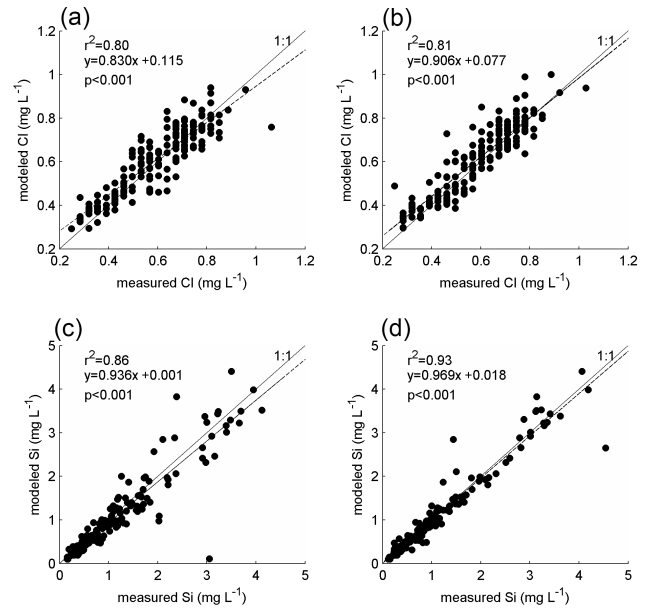 (a)
1.2
1
0.8
0.6
0.4
0.2
r²=0.80
y=0.830x +0.115
p<0.001
1:1
modeled Cl (mg L⁻¹)
0.2 0.4 0.6 0.8 1 1.2
measured Cl (mg L⁻¹)
(b)
1.2
1
0.8
0.6
0.4
0.2
r²=0.81
y=0.906x +0.077
p<0.001
1:1
modeled Cl (mg L⁻¹)
0.2 0.4 0.6 0.8 1 1.2
measured Cl (mg L⁻¹)
(c)
5
4
3
2
1
0
r²=0.86
y=0.936x +0.001
p<0.001
1:1
modeled Si (mg L⁻¹)
0 1 2 3 4 5
measured Si (mg L⁻¹)
(d)
5
4
3
2
1
0
r²=0.93
y=0.969x +0.018
p<0.001
1:1
modeled Si (mg L⁻¹)
0 1 2 3 4 5
measured Si (mg L⁻¹)